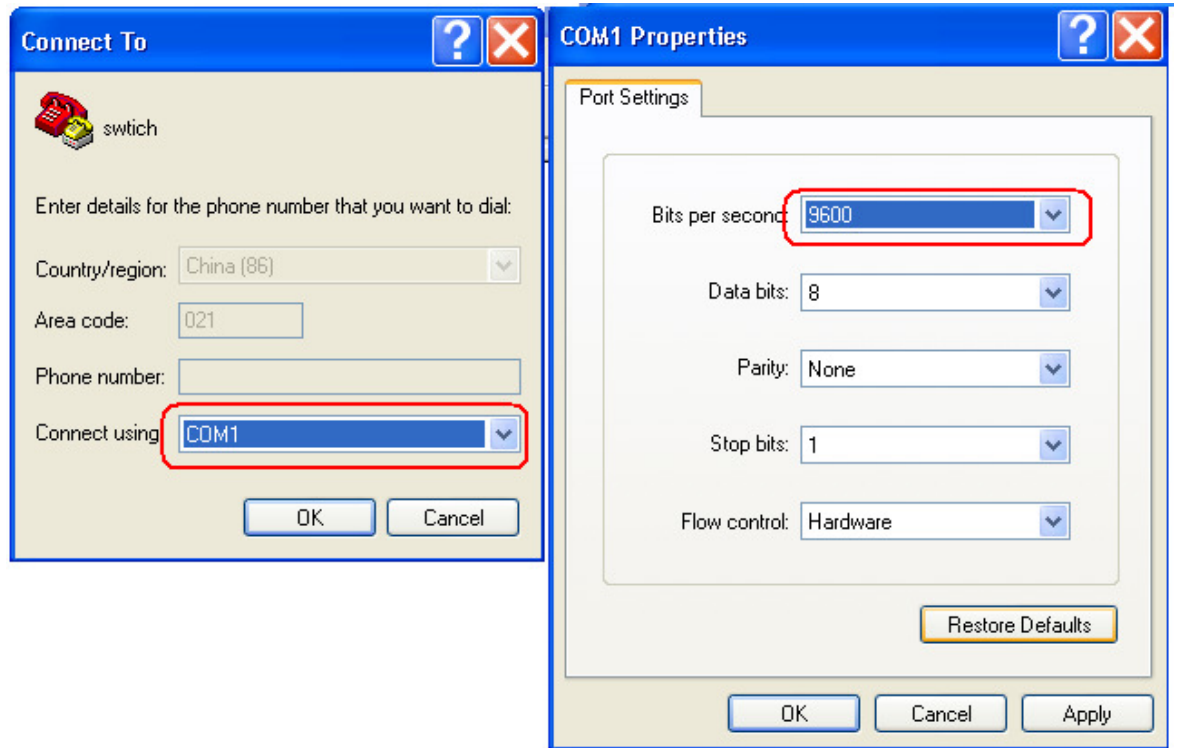 Connect To
swtich
Enter details for the phone number that you want to dial:
Country/region: China (86)
Area code: 021
Phone number:
Connect using COM1
OK Cancel
COM1 Properties
Port Settings
Bits per second: 9600
Data bits: 8
Parity: None
Stop bits: 1
Flow control: Hardware
Restore Defaults
OK Cancel Apply